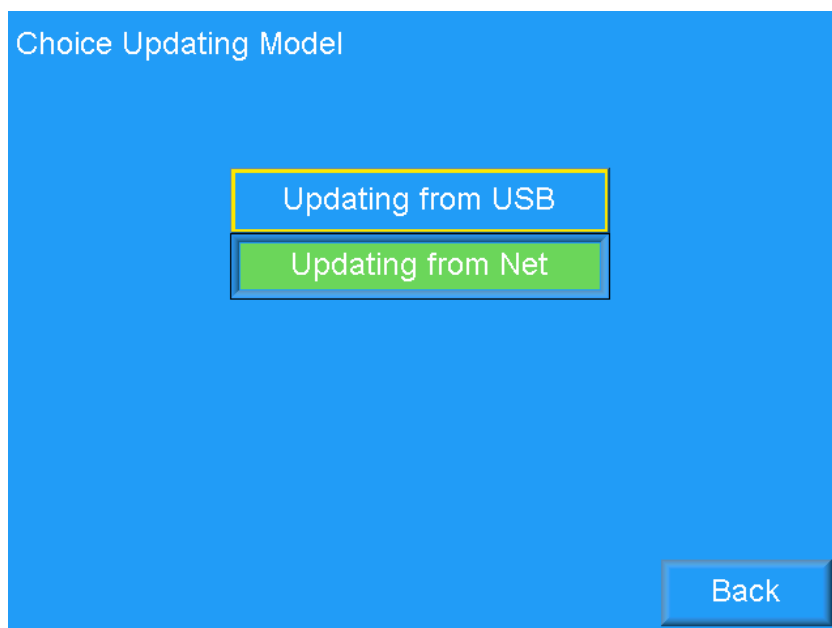 Choice Updating Model
Updating from USB
Updating from Net
Back